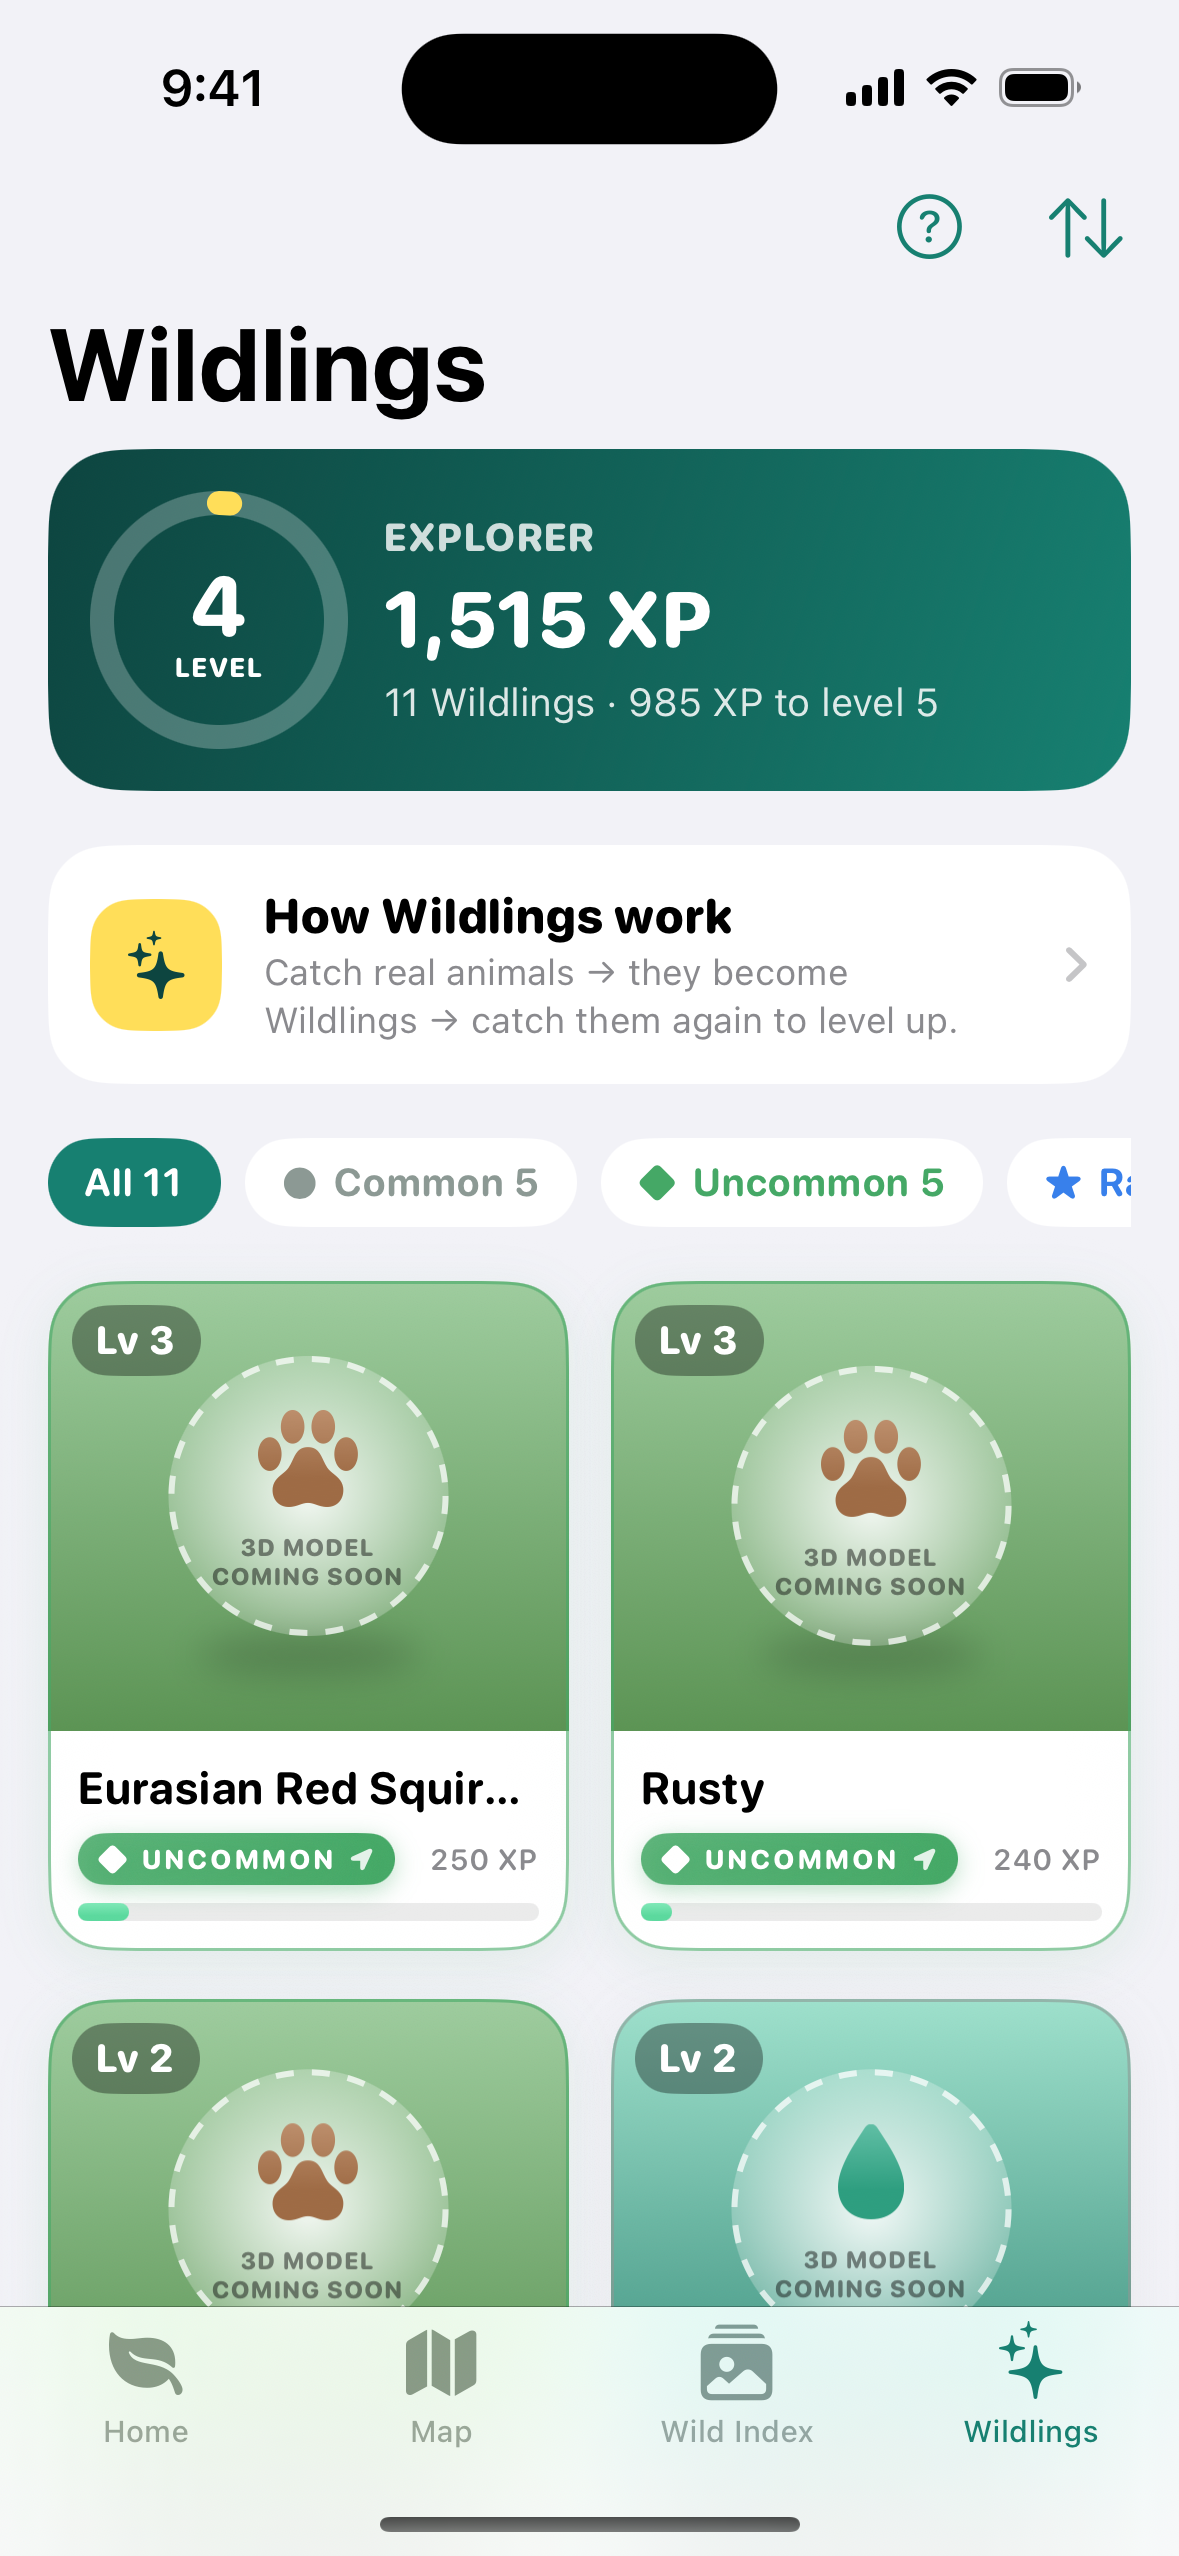 9:41
?
Wildlings
4
LEVEL
EXPLORER
1,515 XP
11 Wildlings · 985 XP to level 5
How Wildlings work
Catch real animals → they become
Wildlings → catch them again to level up.
All 11
Common 5
Uncommon 5
Ra
Lv 3
3D MODEL
COMING SOON
Eurasian Red Squir...
UNCOMMON
250 XP
Lv 3
3D MODEL
COMING SOON
Rusty
UNCOMMON
240 XP
Lv 2
3D MODEL
COMING SOON
Lv 2
3D MODEL
COMING SOON
Home
Map
Wild Index
Wildlings